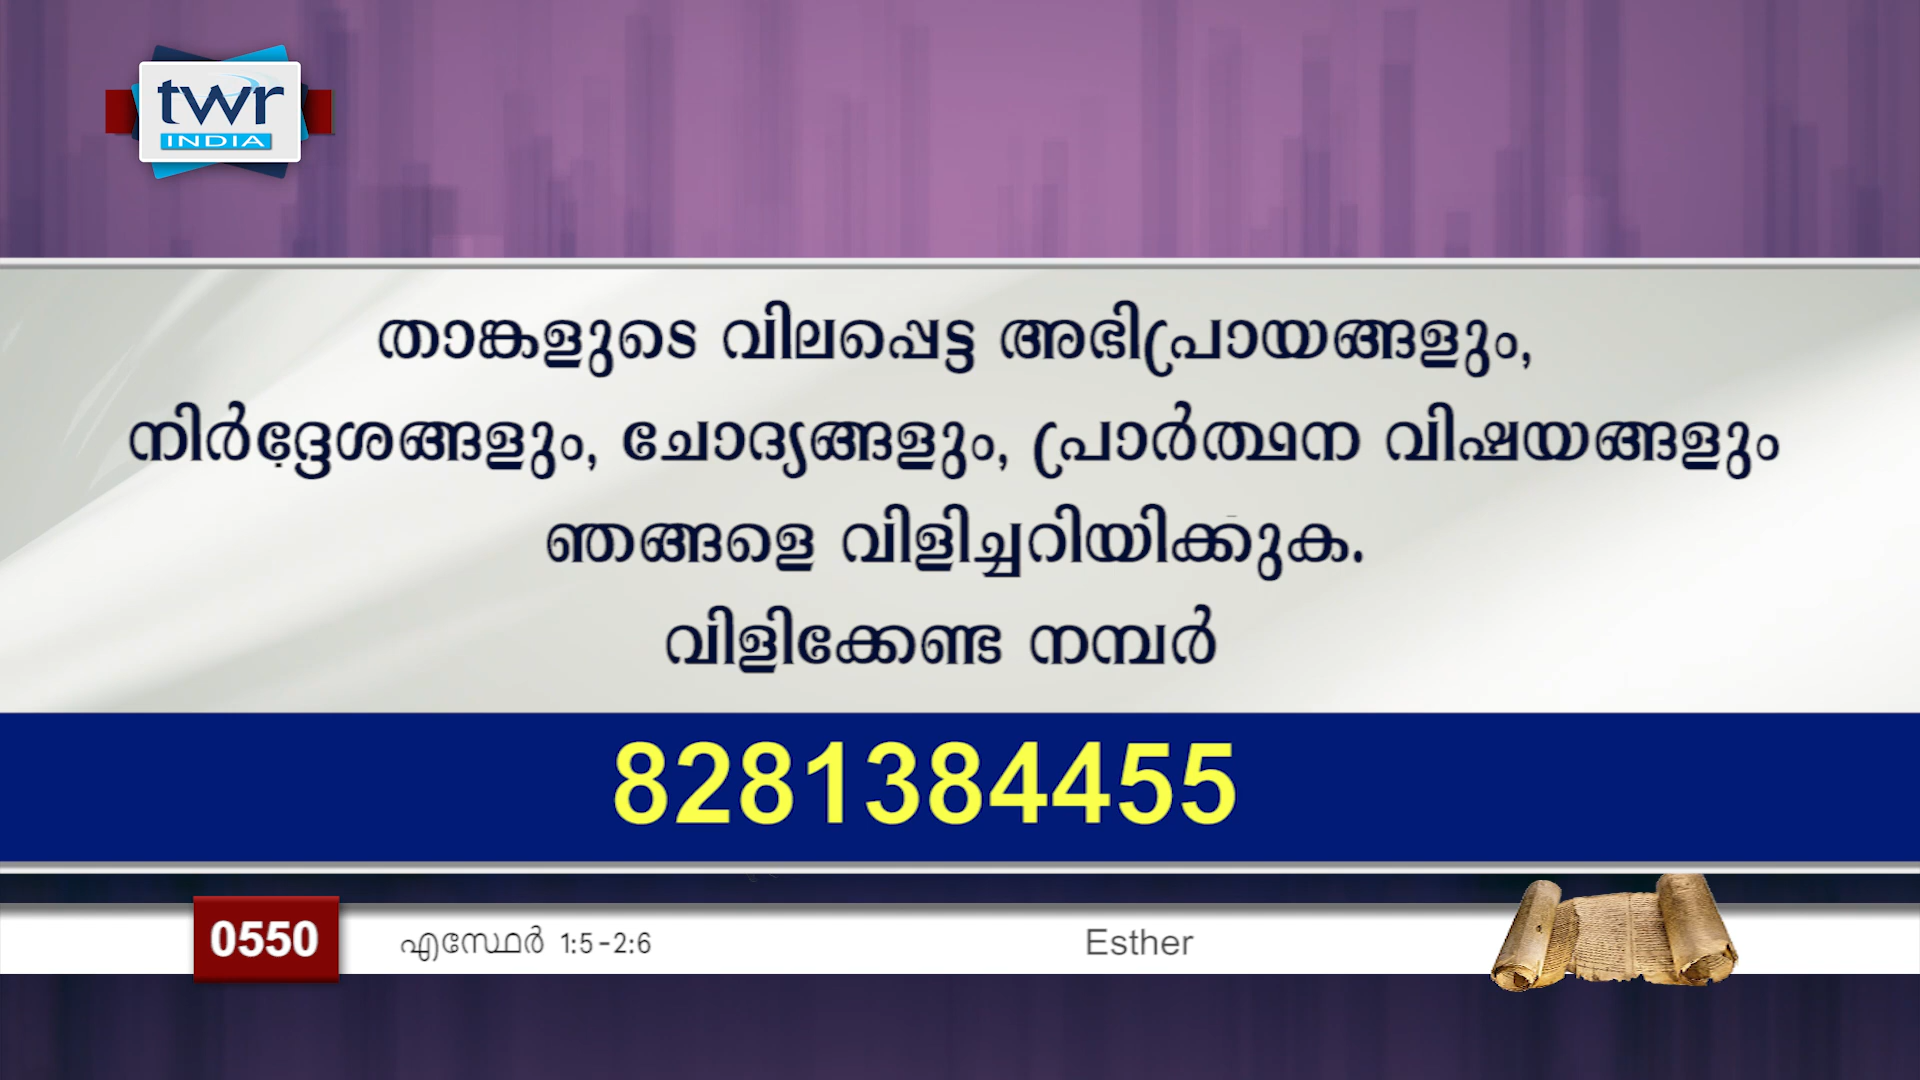 twr
INDIA
താങ്കളുടെ വിലപ്പെട്ട അഭിപ്രായങ്ങളും,
നിർദ്ദേശങ്ങളും, ചോദ്യങ്ങളും, പ്രാർത്ഥന വിഷയങ്ങളും
ഞങ്ങളെ വിളിച്ചറിയിക്കുക.
വിളിക്കേണ്ട നമ്പർ
8281384455
0550 എസ്ഥേർ 1:5-2:6 Esther